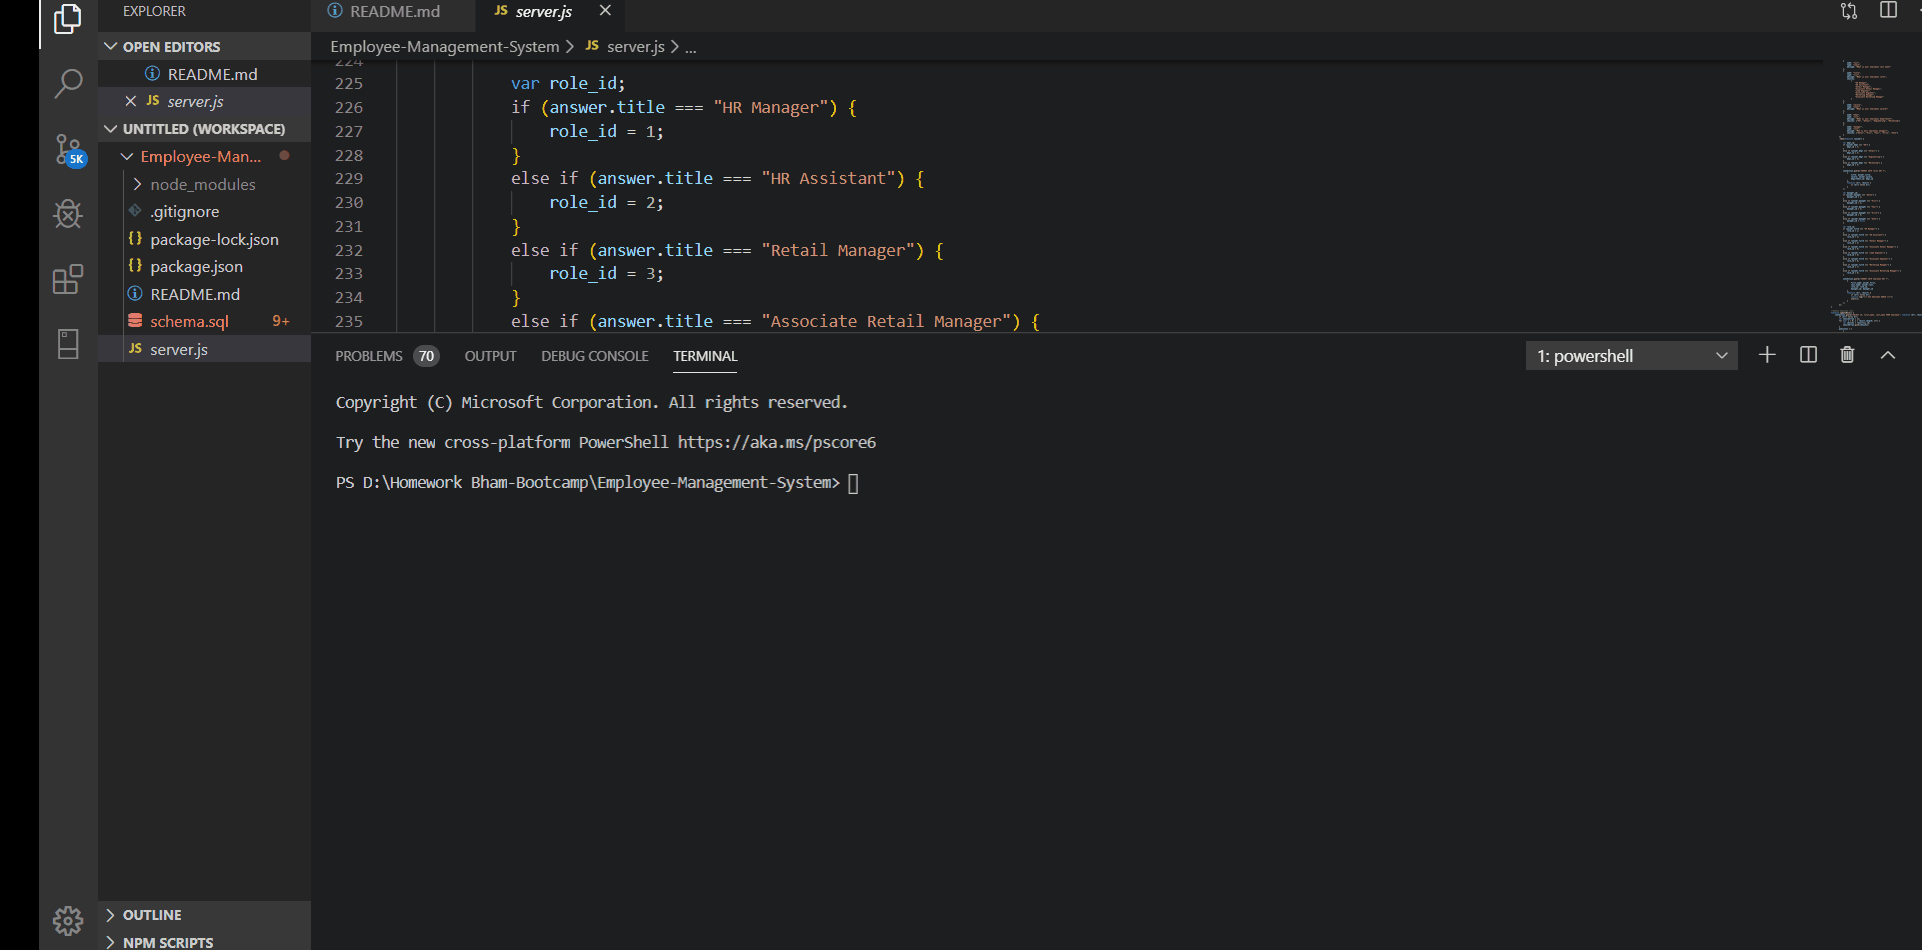 EXPLORER
OPEN EDITORS
README.md
JS server.js
UNTITLED (WORKSPACE)
5K
Employee-Man...
node_modules
.gitignore
{} package-lock.json
{} package.json
README.md
schema.sql 9+
JS server.js
OUTLINE
NPM SCRIPTS
README.md
JS server.js
Employee-Management-System > JS server.js > ...
224
225 var role_id;
226 if (answer.title === "HR Manager") {
227 role_id = 1;
228 }
229 else if (answer.title === "HR Assistant") {
230 role_id = 2;
231 }
232 else if (answer.title === "Retail Manager") {
233 role_id = 3;
234 }
235 else if (answer.title === "Associate Retail Manager") {
PROBLEMS 70 OUTPUT DEBUG CONSOLE TERMINAL 1: powershell
Copyright (C) Microsoft Corporation. All rights reserved.
Try the new cross-platform PowerShell https://aka.ms/pscore6
PS D:\Homework Bham-Bootcamp\Employee-Management-System>